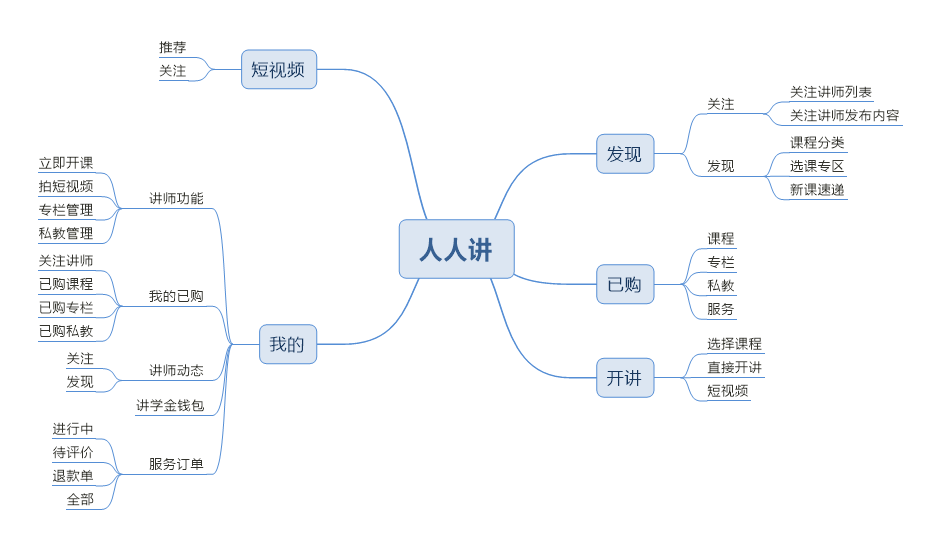 人人讲
短视频
推荐
关注
发现
关注
关注讲师列表
关注讲师发布内容
发现
课程分类
选课专区
新课速递
已购
课程
专栏
私教
服务
开讲
选择课程
直接开讲
短视频
我的
讲师功能
立即开课
拍短视频
专栏管理
私教管理
我的已购
关注讲师
已购课程
已购专栏
已购私教
讲师动态
关注
发现
讲学金钱包
服务订单
进行中
待评价
退款单
全部